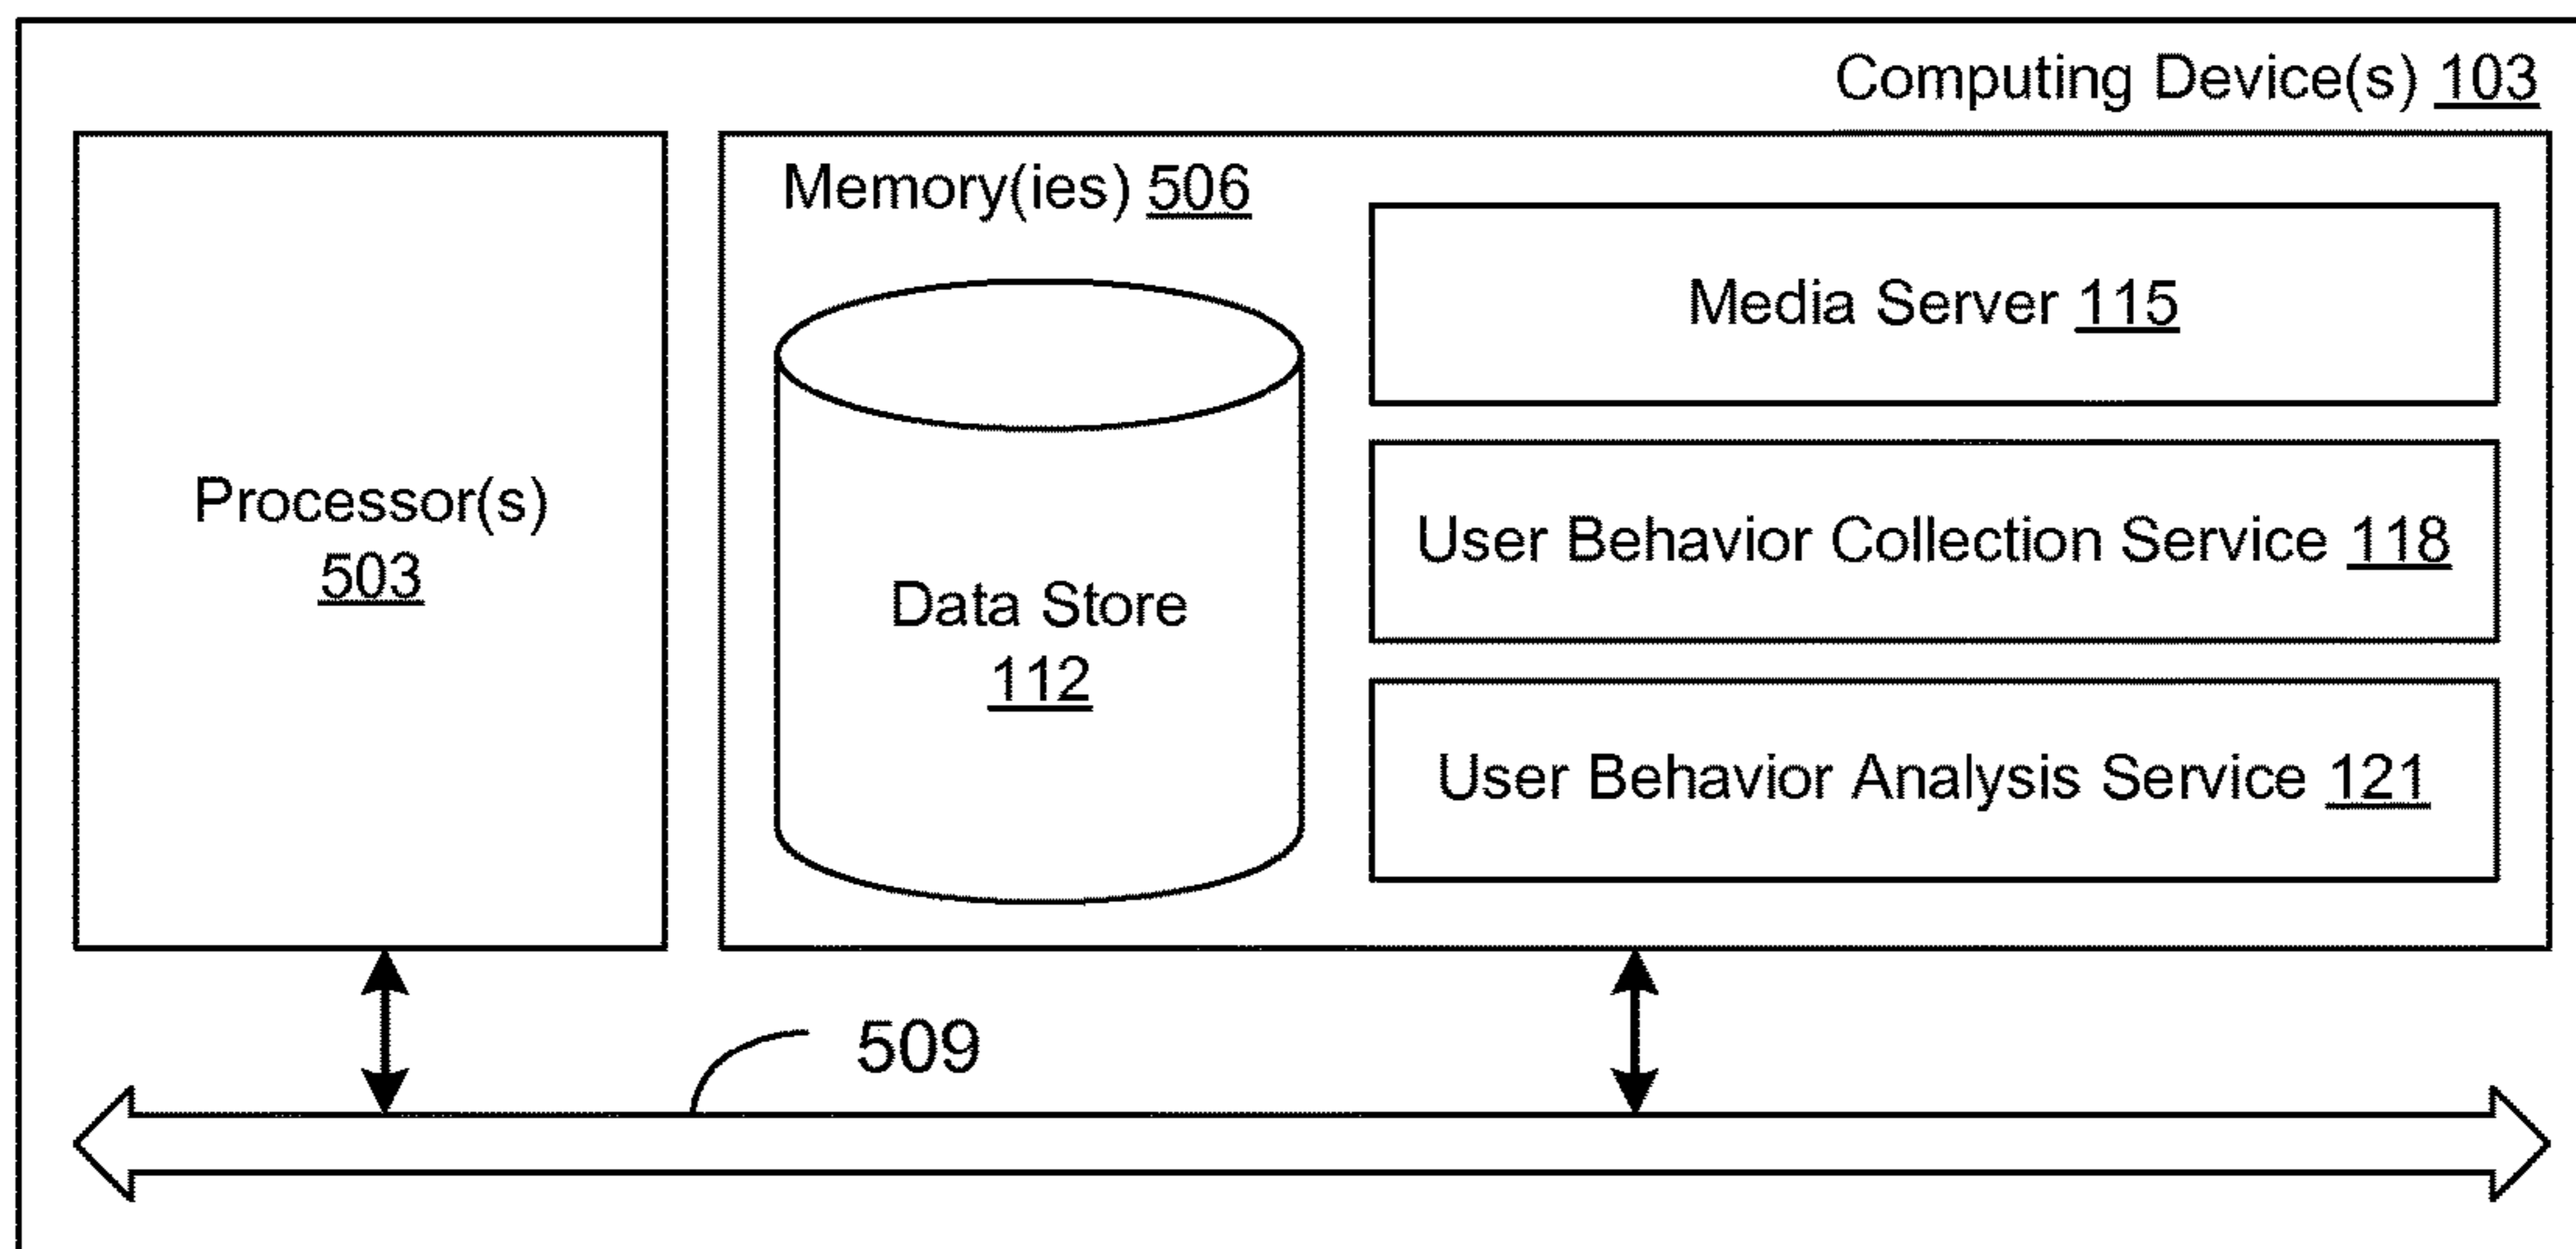 Computing Device(s) 103
Memory(ies) 506
Media Server 115
Processor(s)
503
User Behavior Collection Service 118
Data Store
112
User Behavior Analysis Service 121
509